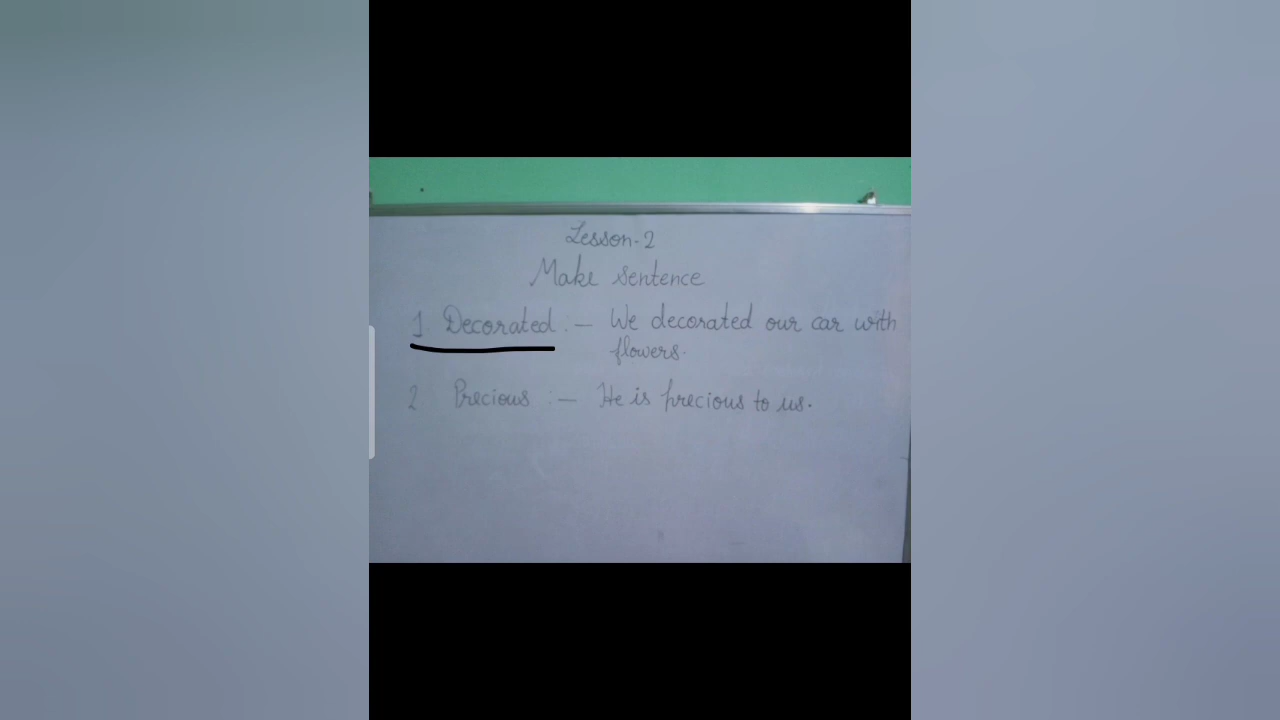 Lesson-2
Make sentence
1 Decorated :- We decorated our car with
flowers.
2 Precious :- He is precious to us.